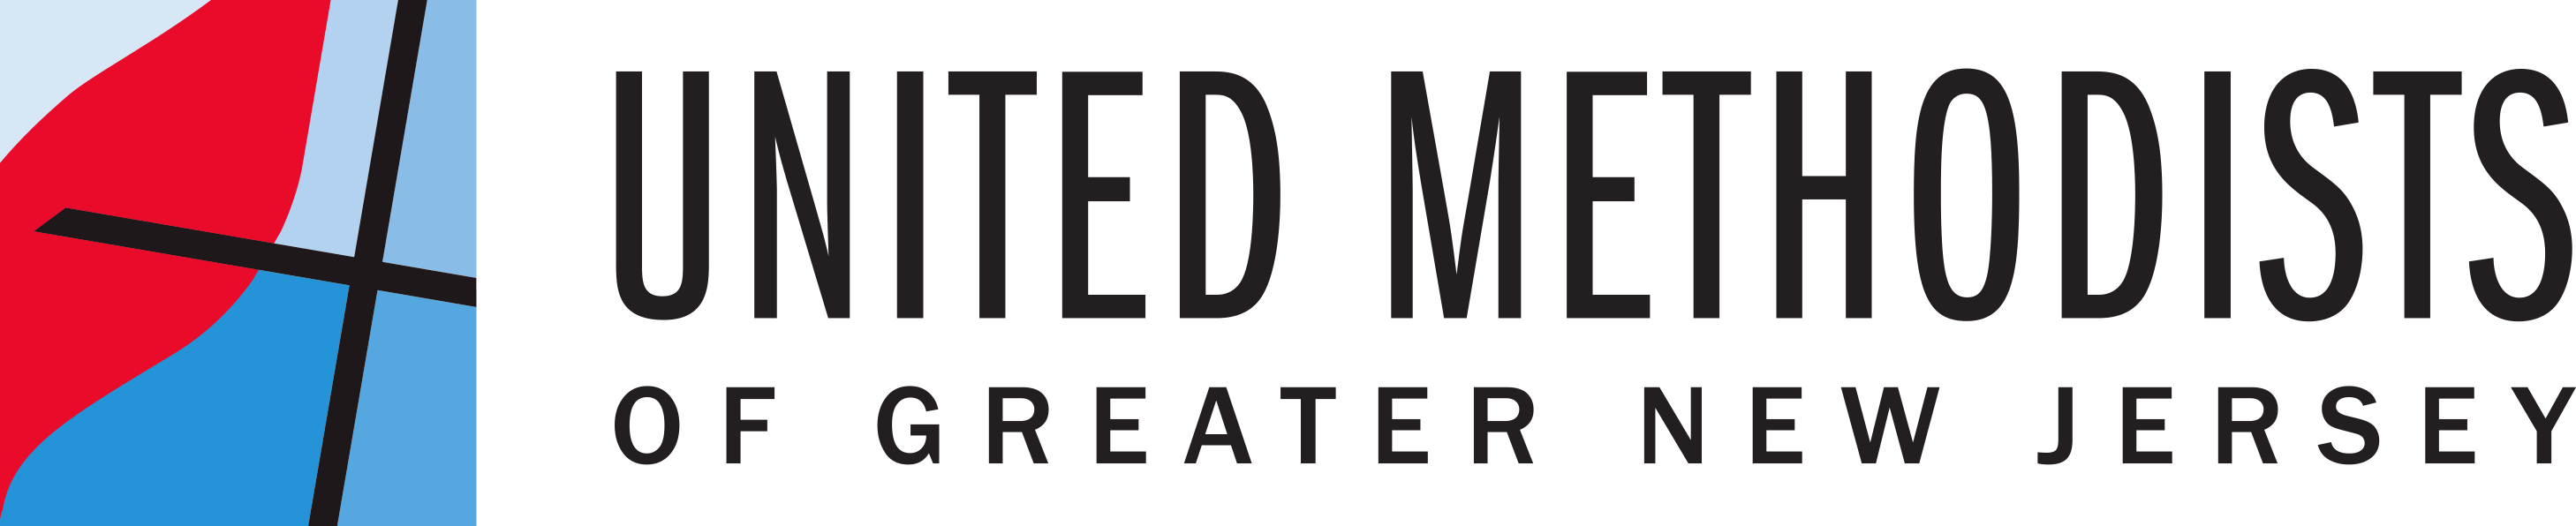 UNITED METHODISTS
OF GREATER NEW JERSEY